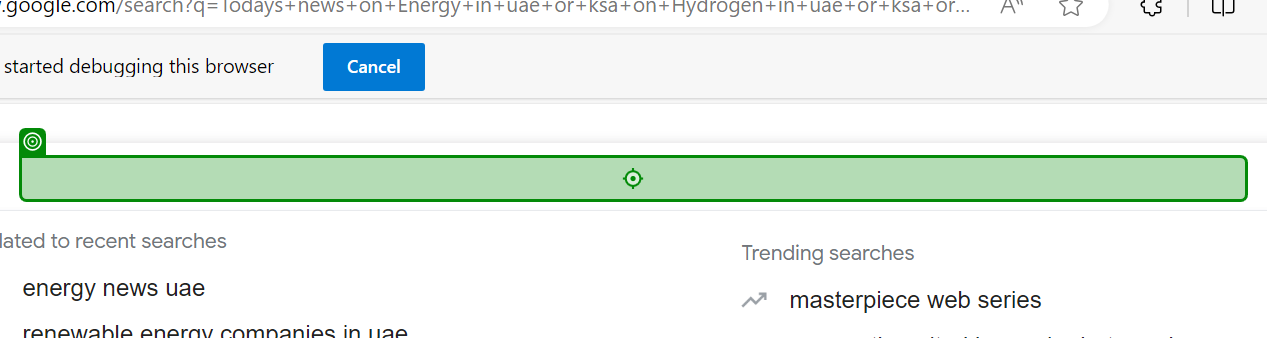 .google.com/search?q=Todays+news+on+Energy+in+uae+or+ksa+on+Hydrogen+in+uae+or+ksa+or...
started debugging this browser
Cancel
lated to recent searches
energy news uae
renewable energy companies in uae
Trending searches
masterpiece web series